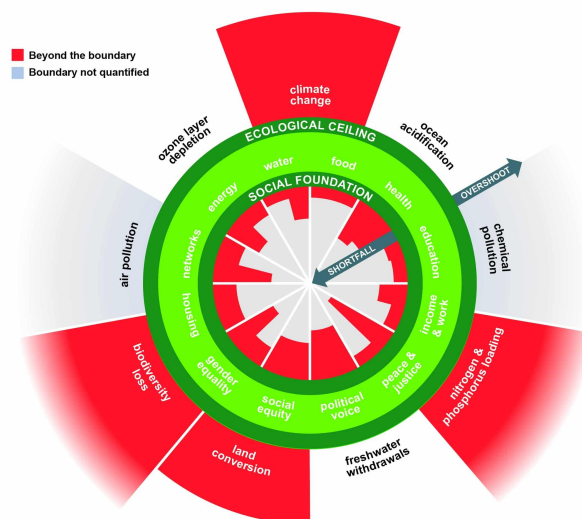 Beyond the boundary
Boundary not quantified
climate
change
ozone layer
depletion
ocean
acidification
ECOLOGICAL CEILING
OVERSHOOT
water
food
energy
health
SOCIAL FOUNDATION
networks
education
SHORTFALL
air pollution
chemical
pollution
housing
income
& work
gender
equality
peace &
justice
social
equity
political
voice
biodiversity
loss
nitrogen &
phosphorus loading
land
conversion
freshwater
withdrawals